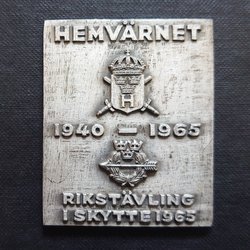 HEMVÄRNET
H
1940 – 1965
RIKSTÄVLING
I SKYTTE 1965